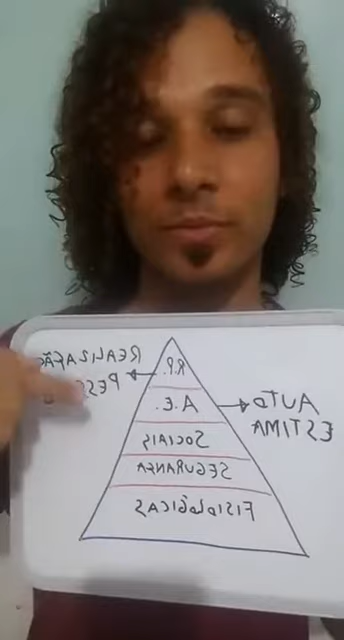 REALIZAÇÃO
R.P.
A.E.
AUTO
ESTIMA
SOCIAIS
SEGURANÇA
FISIOLÓGICAS